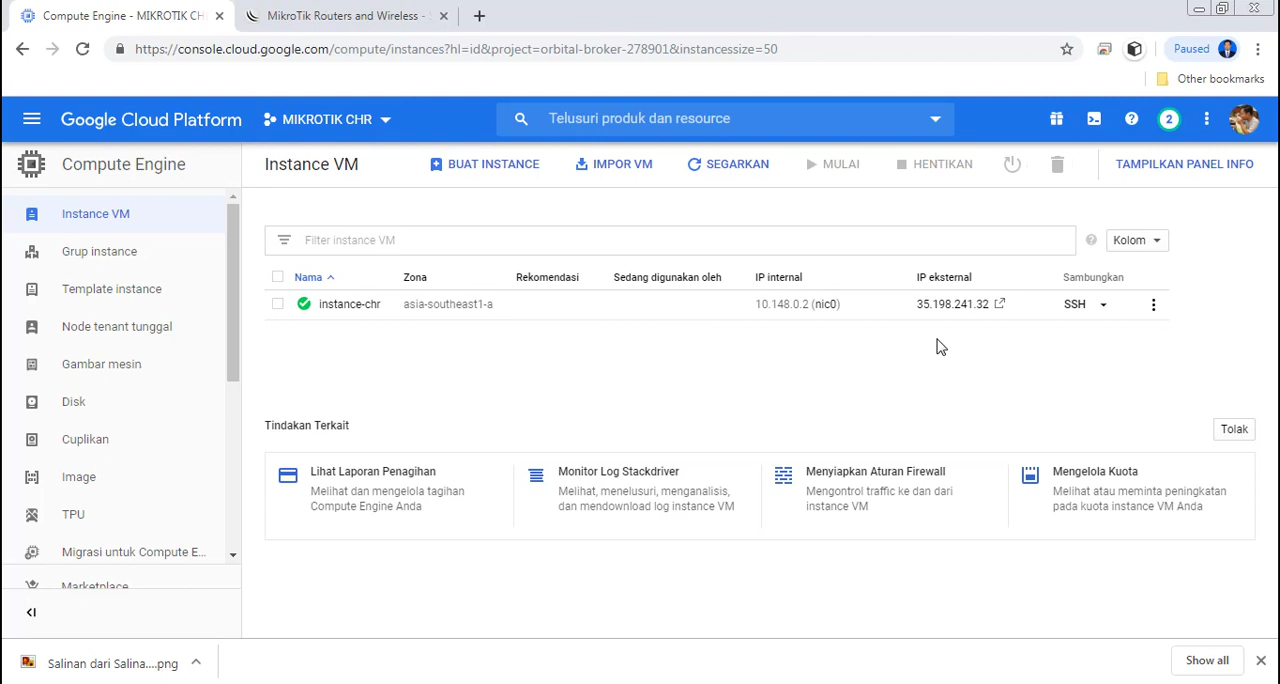 Compute Engine - MIKROTIK CH
MikroTik Routers and Wireless -
https://console.cloud.google.com/compute/instances?hl=id&project=orbital-broker-278901&instancessize=50
Paused
Other bookmarks
Google Cloud Platform
MIKROTIK CHR
Telusuri produk dan resource
2
Compute Engine
Instance VM
BUAT INSTANCE
IMPOR VM
SEGARKAN
MULAI
HENTIKAN
TAMPILKAN PANEL INFO
Instance VM
Grup instance
Template instance
Node tenant tunggal
Gambar mesin
Disk
Cuplikan
Image
TPU
Migrasi untuk Compute E...
Marketplace
Filter instance VM
Kolom
Nama
Zona
Rekomendasi
Sedang digunakan oleh
IP internal
IP eksternal
Sambungkan
instance-chr
asia-southeast1-a
10.148.0.2 (nic0)
35.198.241.32
SSH
Tindakan Terkait
Tolak
Lihat Laporan Penagihan
Melihat dan mengelola tagihan
Compute Engine Anda
Monitor Log Stackdriver
Melihat, menelusuri, menganalisis,
dan mendownload log instance VM
Menyiapkan Aturan Firewall
Mengontrol traffic ke dan dari
instance VM
Mengelola Kuota
Melihat atau meminta peningkatan
pada kuota instance VM Anda
Salinan dari Salina....png
Show all